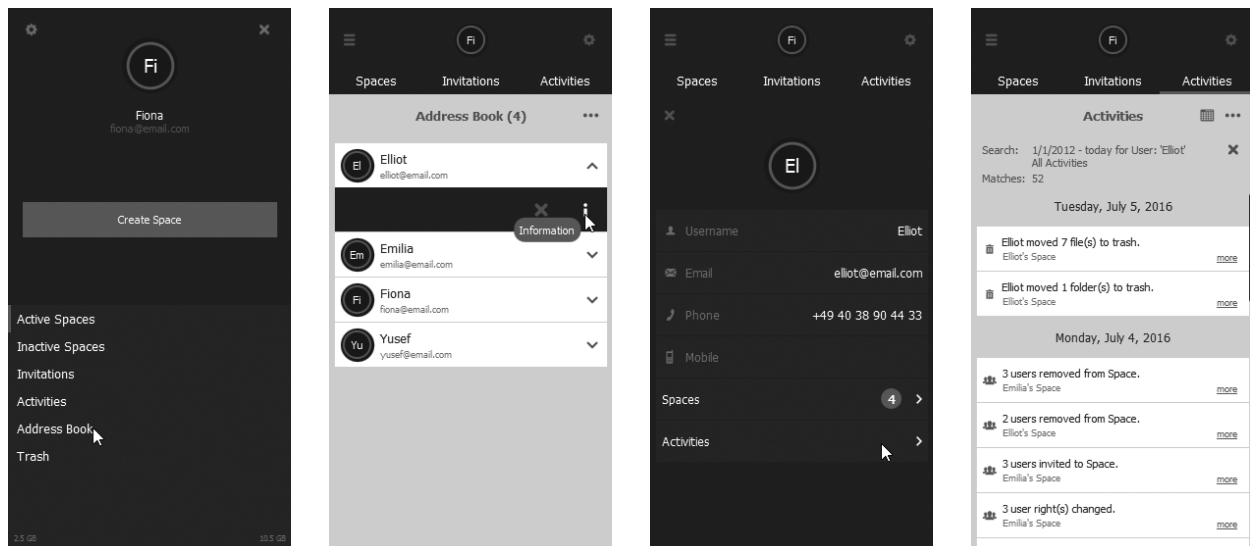 Fi
Fiona
fiona@email.com
Create Space
Active Spaces
Inactive Spaces
Invitations
Activities
Address Book
Trash
2.5 GB 10.5 GB
Fi
Spaces Invitations Activities
Address Book (4)
El Elliot
elliot@email.com
Information
Em Emilia
emilia@email.com
Fi Fiona
fiona@email.com
Yu Yusef
yusef@email.com
Fi
Spaces Invitations Activities
El
Username Elliot
Email elliot@email.com
Phone +49 40 38 90 44 33
Mobile
Spaces 4
Activities
Fi
Spaces Invitations Activities
Activities
Search: 1/1/2012 - today for User: 'Elliot'
All Activities
Matches: 52
Tuesday, July 5, 2016
Elliot moved 7 file(s) to trash.
Elliot's Space more
Elliot moved 1 folder(s) to trash.
Elliot's Space more
Monday, July 4, 2016
3 users removed from Space.
Emilia's Space more
2 users removed from Space.
Elliot's Space more
3 users invited to Space.
Emilia's Space more
3 user right(s) changed.
Emilia's Space more